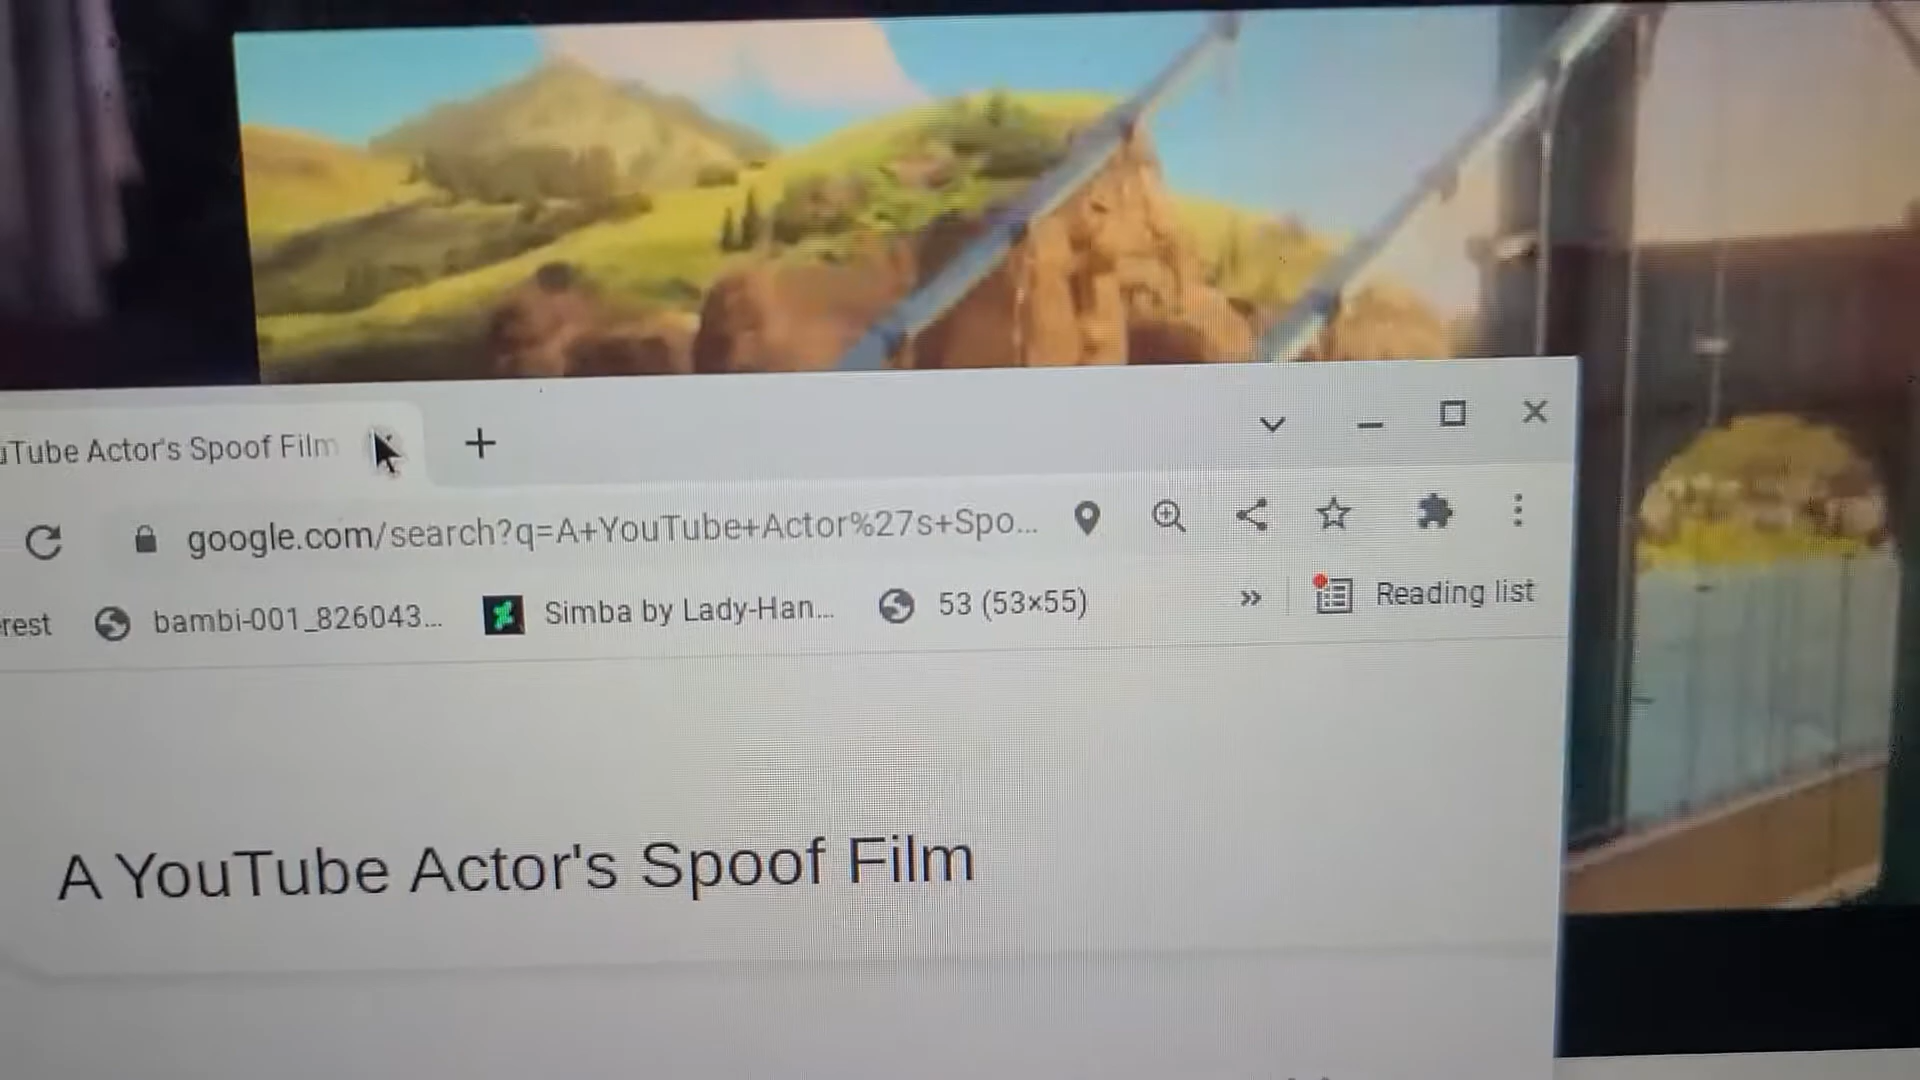 uTube Actor's Spoof Film
google.com/search?q=A+YouTube+Actor%27s+Spo...
rest
bambi-001_826043...
Simba by Lady-Han...
53 (53×55)
»
Reading list
A YouTube Actor's Spoof Film